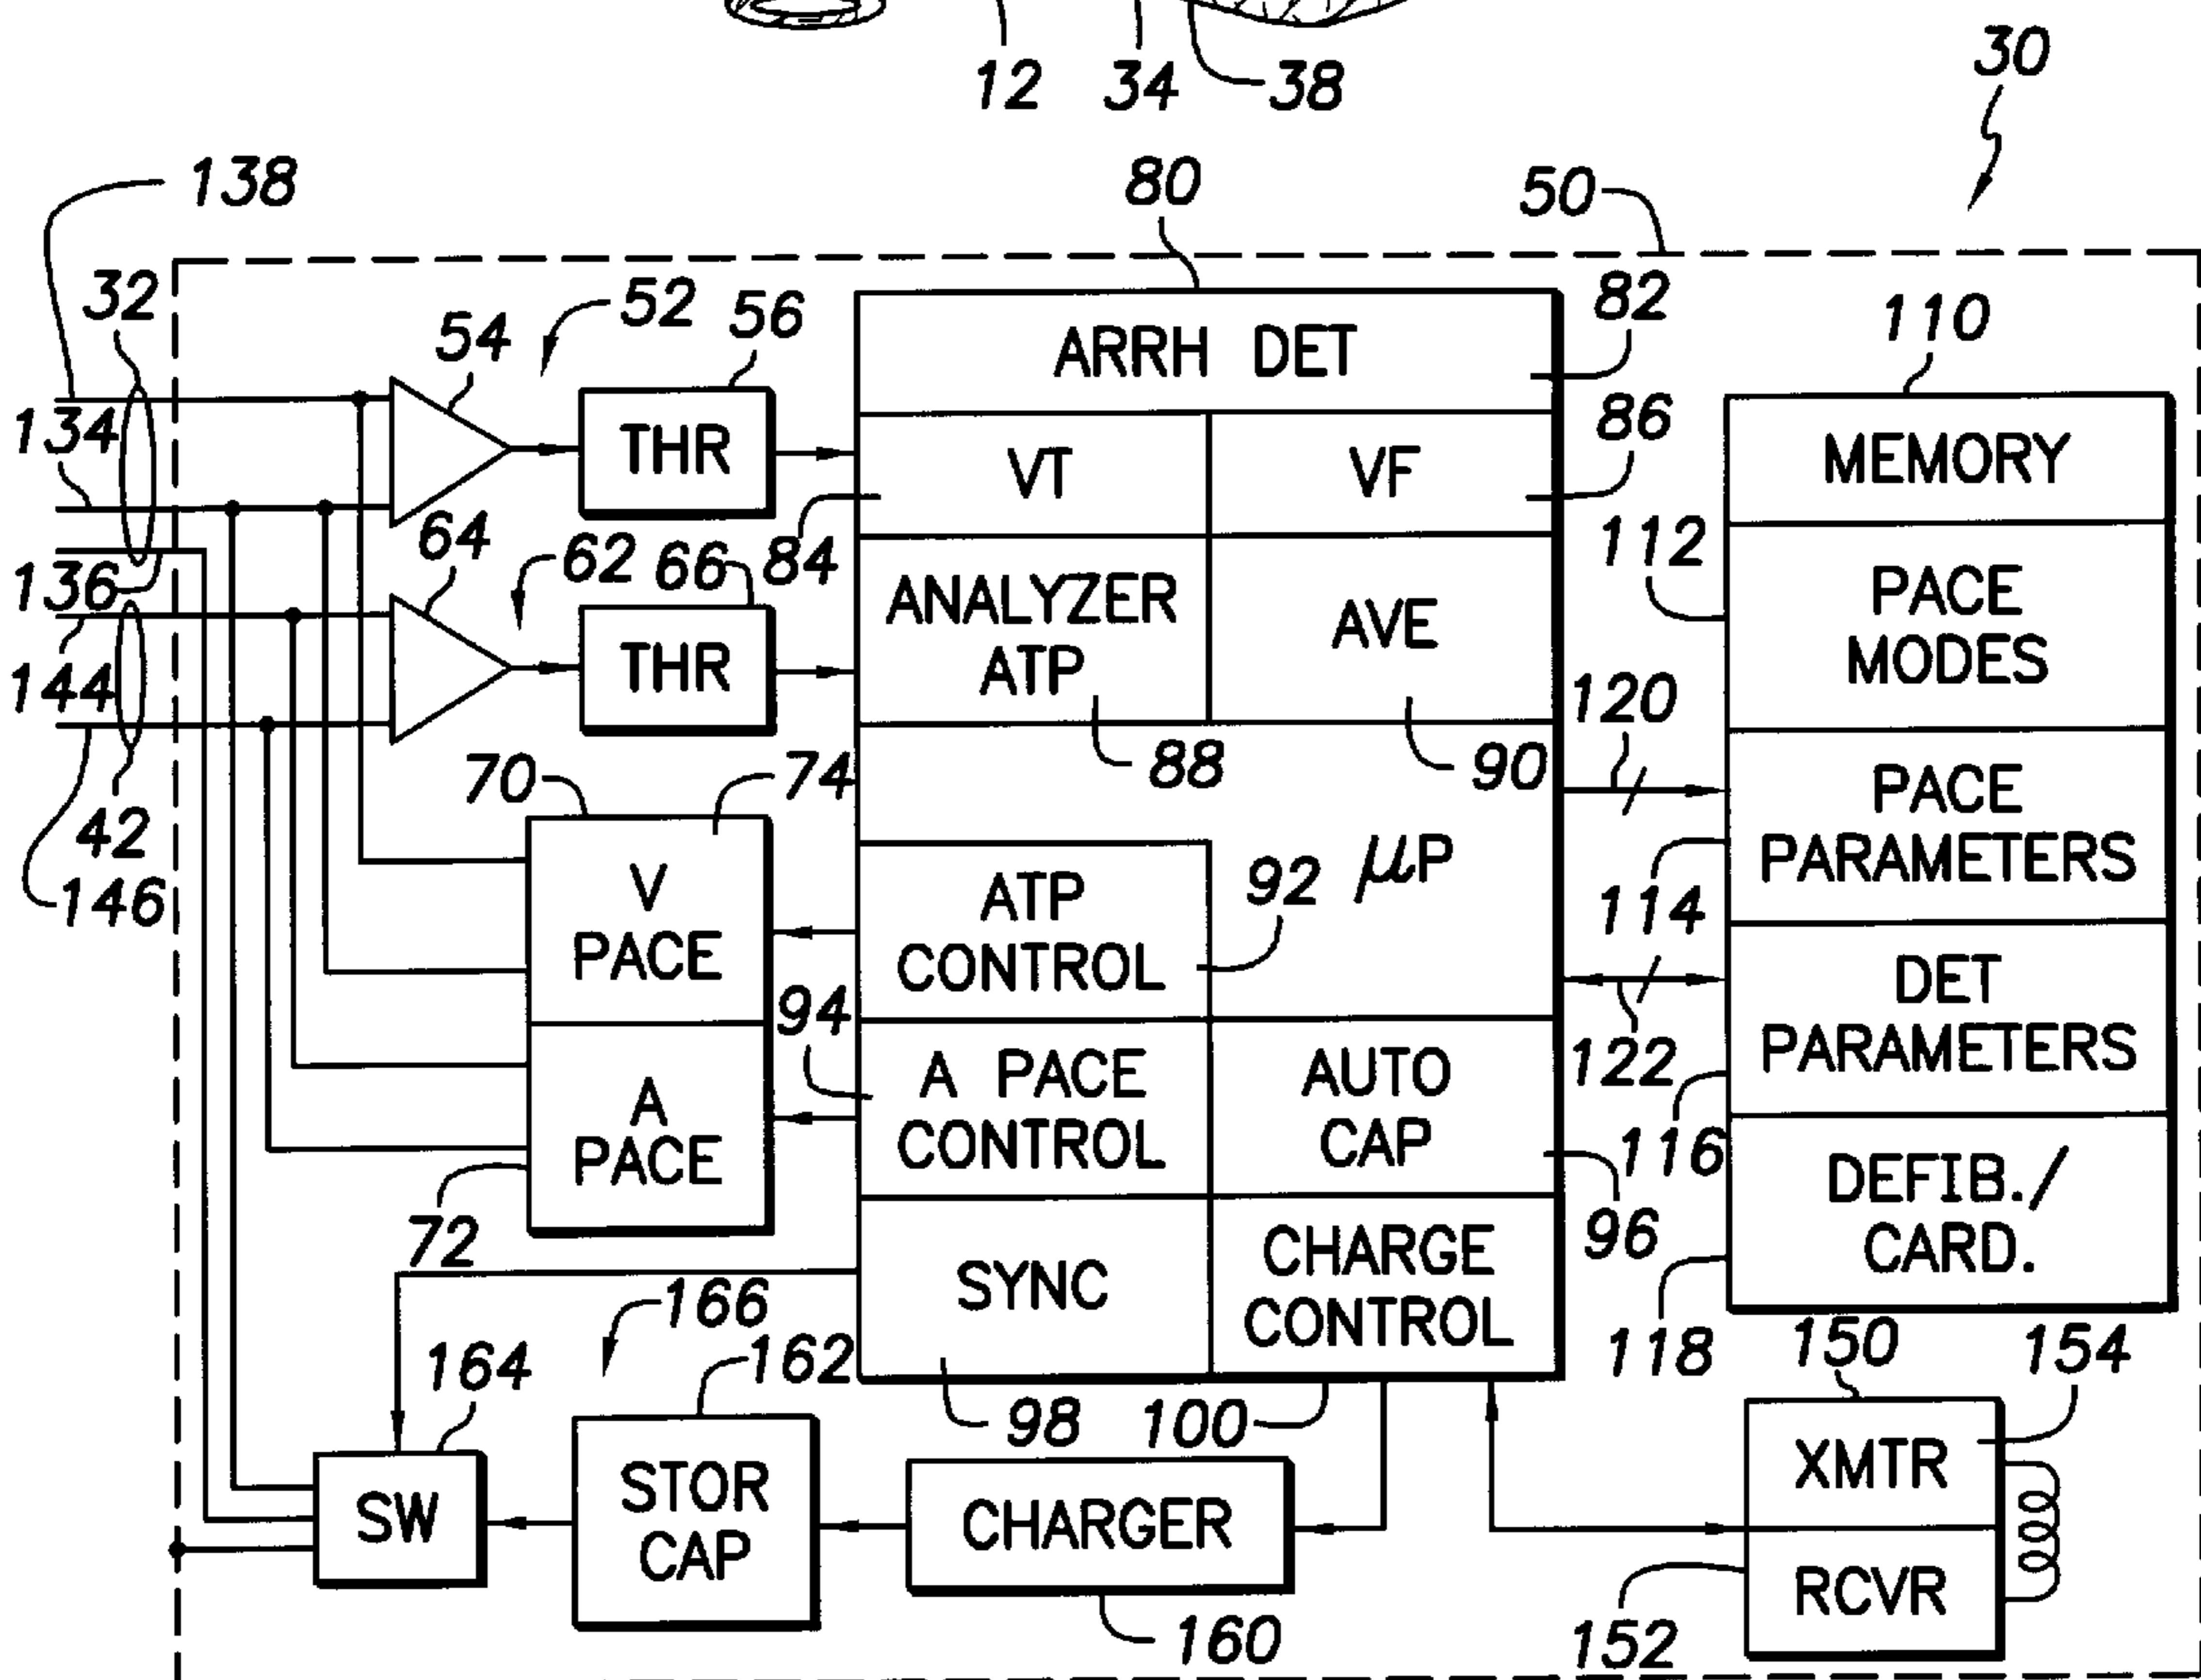 12
34
38
30
138
80
50
32
52
56
82
110
54
ARRH DET
134
THR
VT
VF
86
MEMORY
64
84
112
136
62
66
ANALYZER
ATP
AVE
PACE
MODES
144
THR
120
70
74
88
90
42
146
V
PACE
ATP
CONTROL
92
µP
PACE
PARAMETERS
114
94
DET
PARAMETERS
122
A
PACE
A PACE
CONTROL
AUTO
CAP
116
72
96
DEFIB./
CARD.
166
SYNC
CHARGE
CONTROL
118
164
162
150
154
98
100
SW
STOR
CAP
CHARGER
XMTR
RCVR
160
152